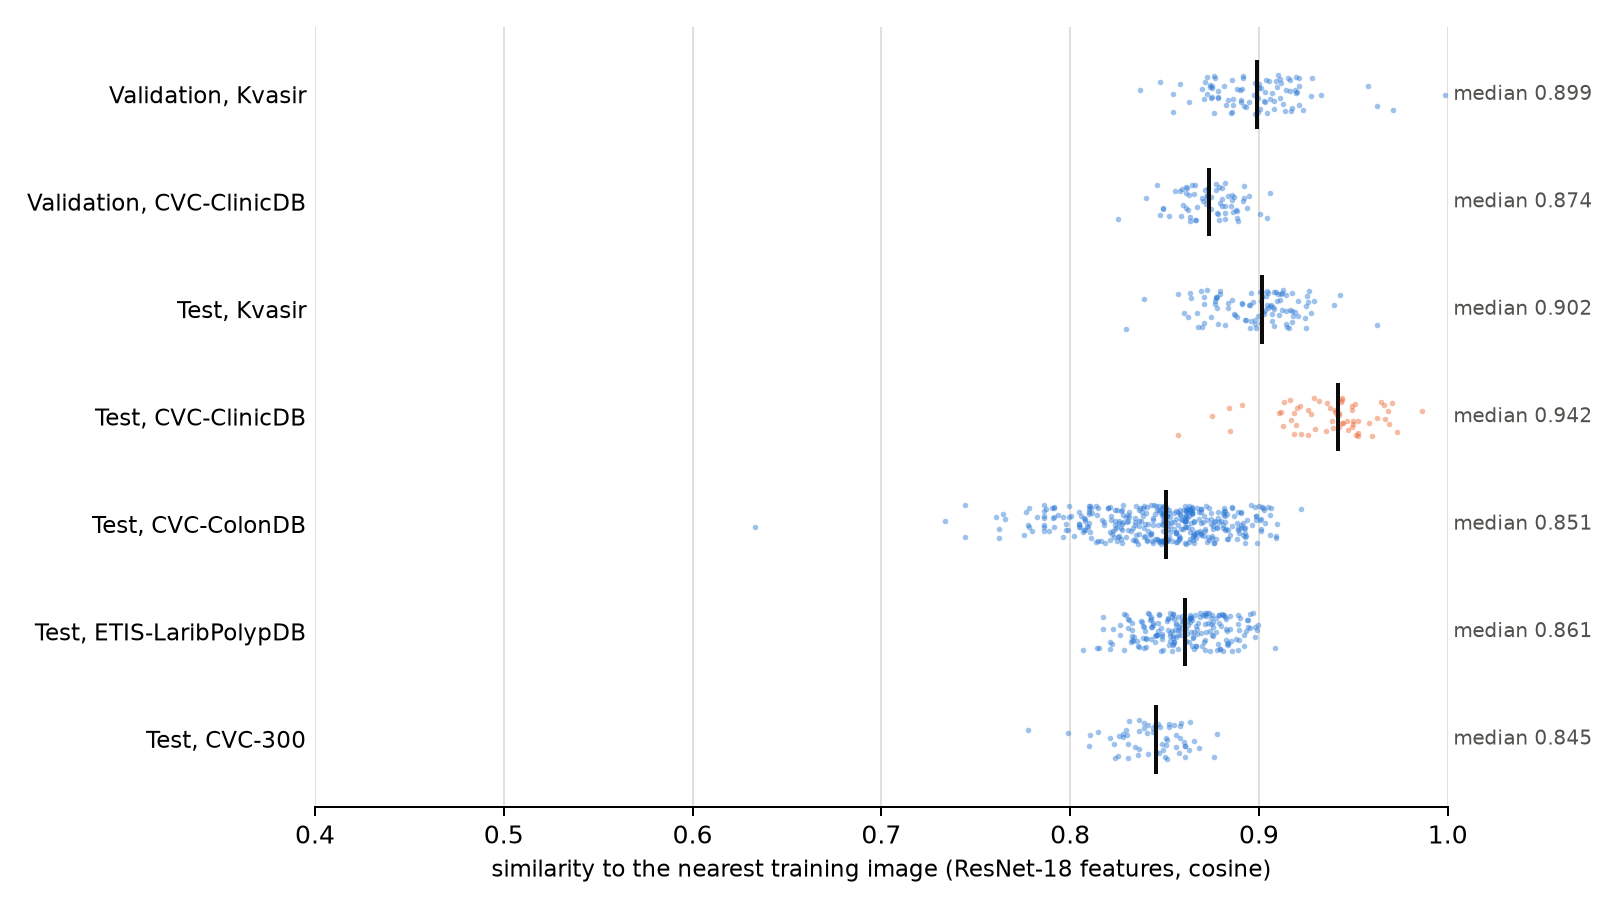 Validation, Kvasir
median 0.899
Validation, CVC-ClinicDB
median 0.874
Test, Kvasir
median 0.902
Test, CVC-ClinicDB
median 0.942
Test, CVC-ColonDB
median 0.851
Test, ETIS-LaribPolypDB
median 0.861
Test, CVC-300
median 0.845
0.4 0.5 0.6 0.7 0.8 0.9 1.0
similarity to the nearest training image (ResNet-18 features, cosine)